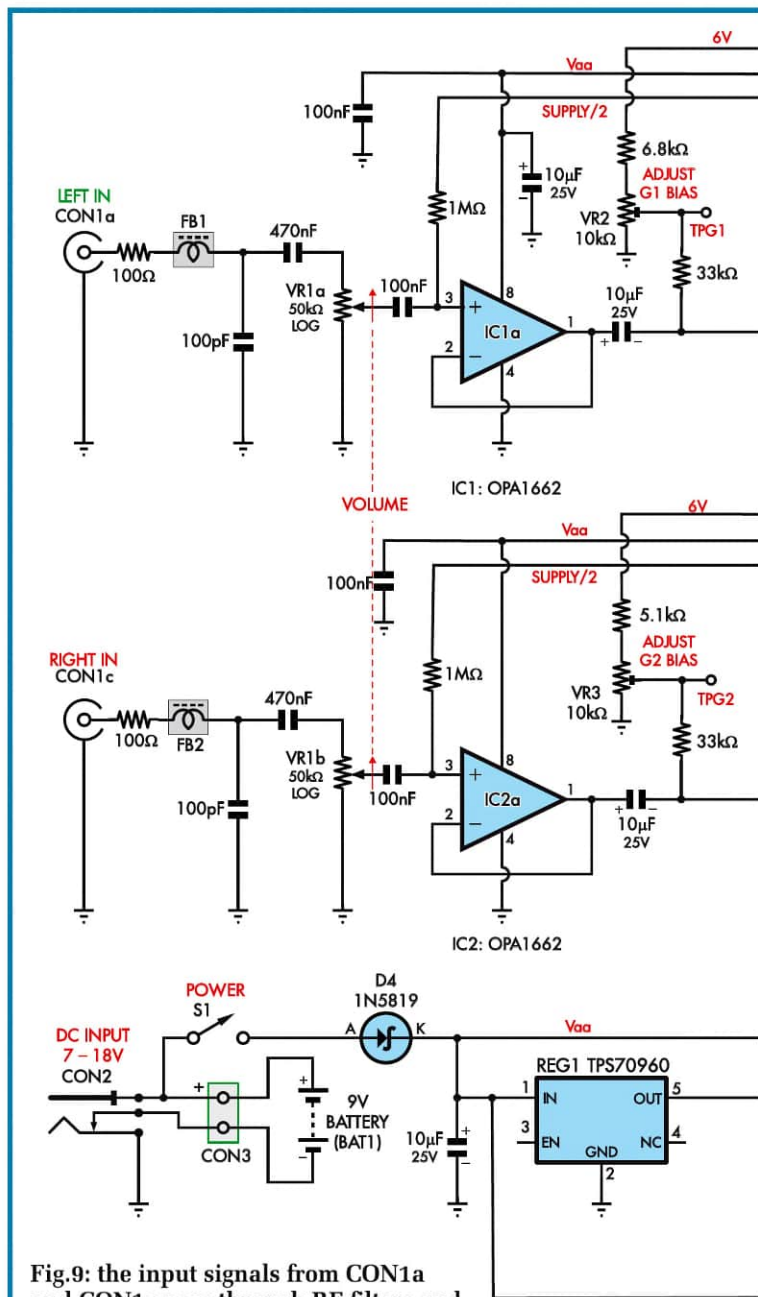 6V
Vaa
100nF
SUPPLY/2
6.8kΩ
+
10µF
25V
–
ADJUST
G1 BIAS
LEFT IN
CON1a
FB1
1MΩ
VR2
10kΩ
TPG1
470nF
100Ω
100nF
33kΩ
VR1a
50kΩ
LOG
10µF
25V
3
+
8
IC1a
1
+
–
100pF
2
–
4
IC1: OPA1662
VOLUME
6V
Vaa
100nF
SUPPLY/2
5.1kΩ
ADJUST
G2 BIAS
RIGHT IN
CON1c
1MΩ
470nF
VR3
10kΩ
TPG2
100Ω
FB2
33kΩ
VR1b
50kΩ
LOG
3
+
8
100nF
IC2a
1
+
–
10µF
25V
100pF
2
–
4
IC2: OPA1662
D4
1N5819
POWER
S1
A
K
Vaa
DC INPUT
7 – 18V
CON2
REG1 TPS70960
+
+
9V
BATTERY
(BAT1)
–
CON3
1
IN
OUT
5
10µF
25V
+
–
3
EN
NC
4
GND
2
Fig.9: the input signals from CON1a